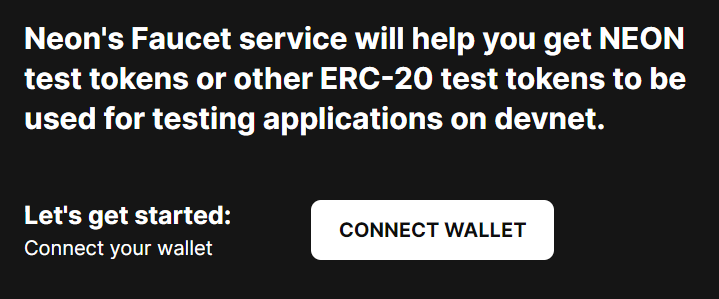 Neon's Faucet service will help you get NEON
test tokens or other ERC-20 test tokens to be
used for testing applications on devnet.
Let's get started:
Connect your wallet
CONNECT WALLET